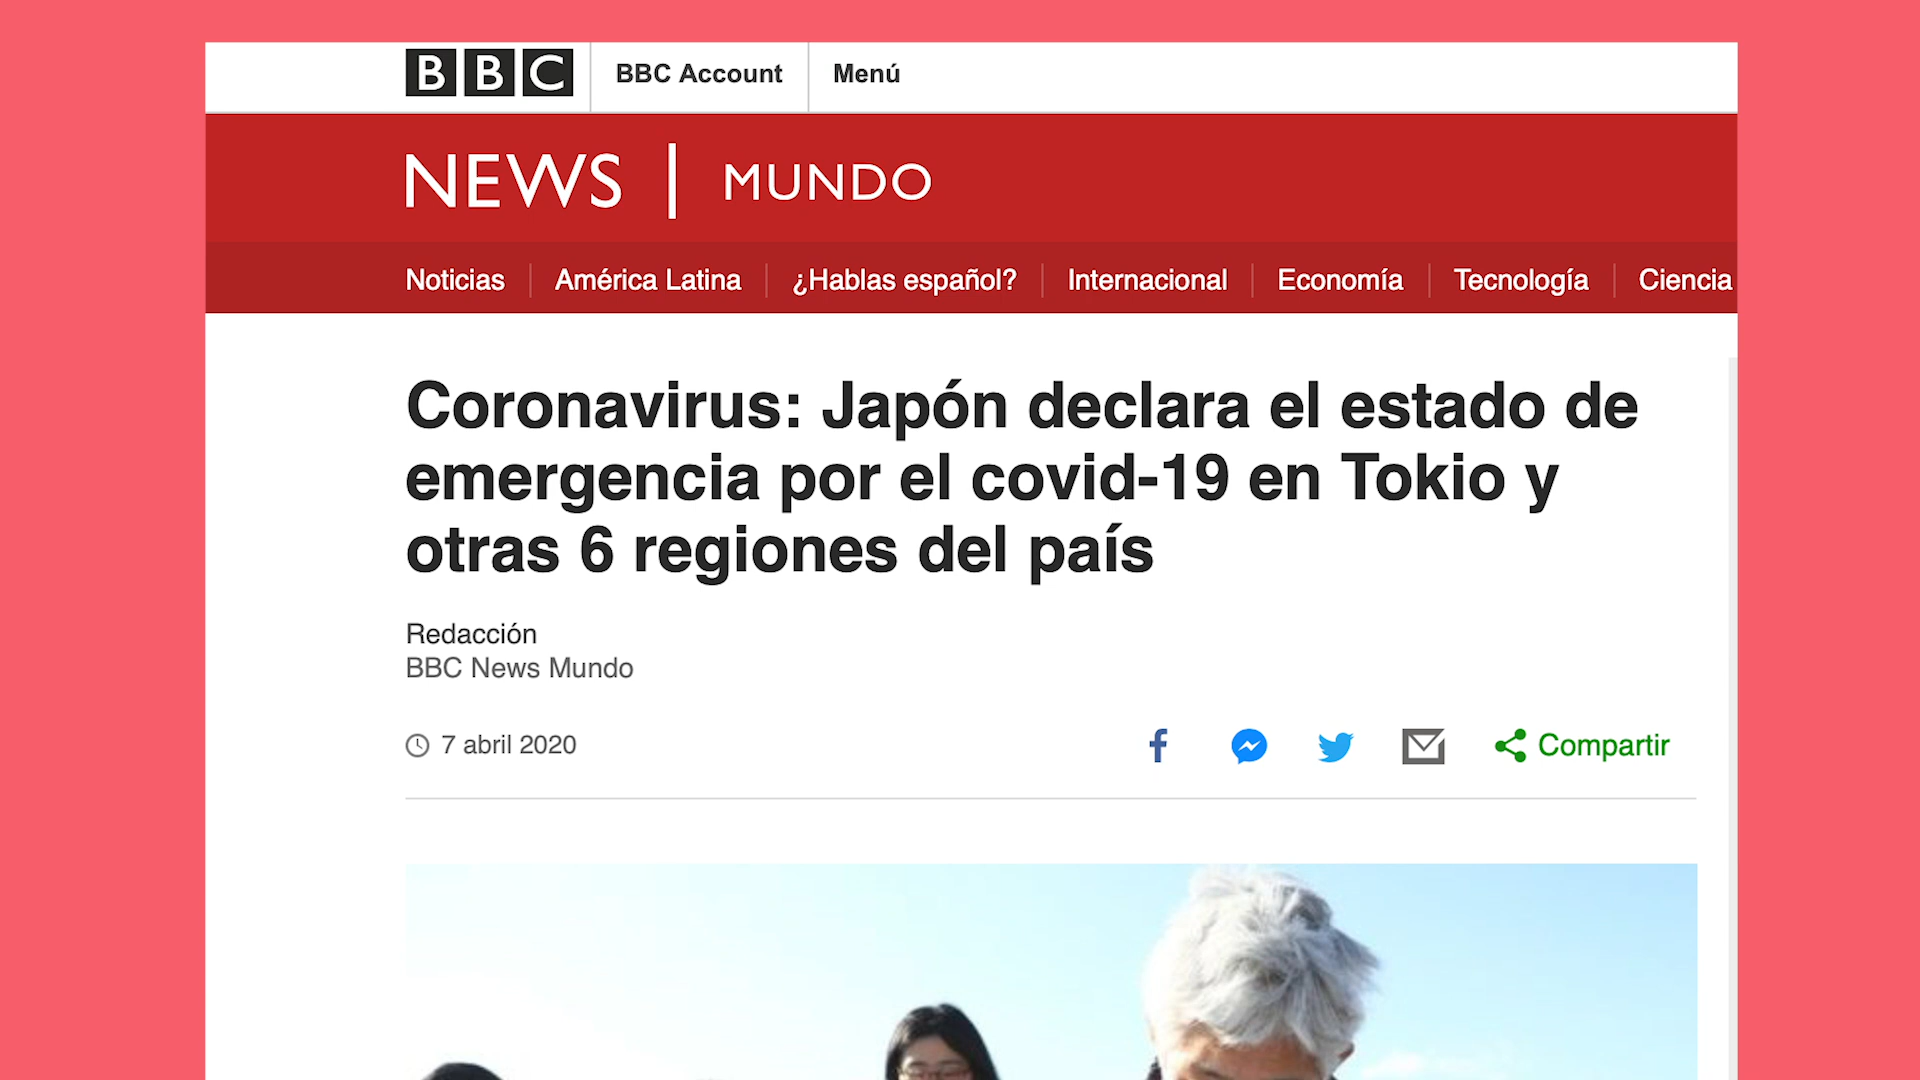 BBC
BBC Account
Menú
NEWS | MUNDO
Noticias
América Latina
¿Hablas español?
Internacional
Economía
Tecnología
Ciencia
Coronavirus: Japón declara el estado de
emergencia por el covid-19 en Tokio y
otras 6 regiones del país
Redacción
BBC News Mundo
7 abril 2020
Compartir